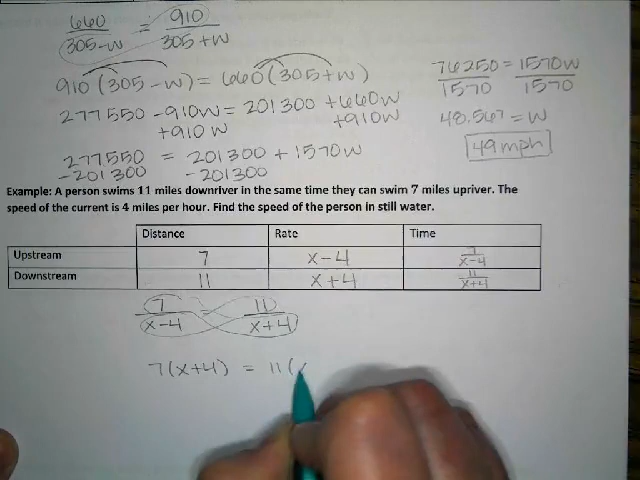 660/305-w = 910/305+w
910(305-w) = 660(305+w)
277550 - 910w = 201300 + 660w
+910w +910w
277550 = 201300 + 1570w
-201300 -201300
76250 = 1570w
1570 1570
48.567 = w
49mph
Example: A person swims 11 miles downriver in the same time they can swim 7 miles upriver. The
speed of the current is 4 miles per hour. Find the speed of the person in still water.
Distance Rate Time
Upstream 7 x-4 7/x-4
Downstream 11 x+4 11/x+4
7/x-4 = 11/x+4
7(x+4) = 11(